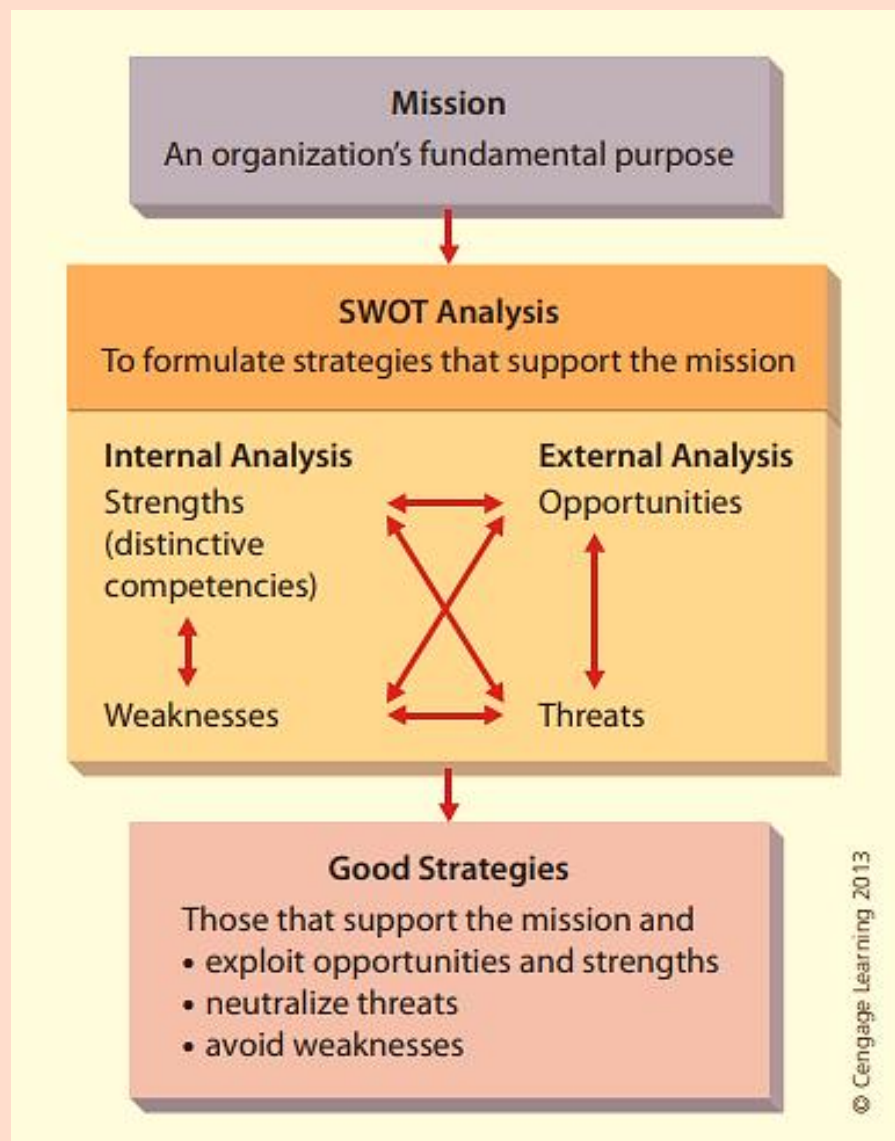 Mission
An organization’s fundamental purpose
SWOT Analysis
To formulate strategies that support the mission
Internal Analysis
Strengths
(distinctive
competencies)
Weaknesses
External Analysis
Opportunities
Threats
Good Strategies
Those that support the mission and
• exploit opportunities and strengths
• neutralize threats
• avoid weaknesses
© Cengage Learning 2013